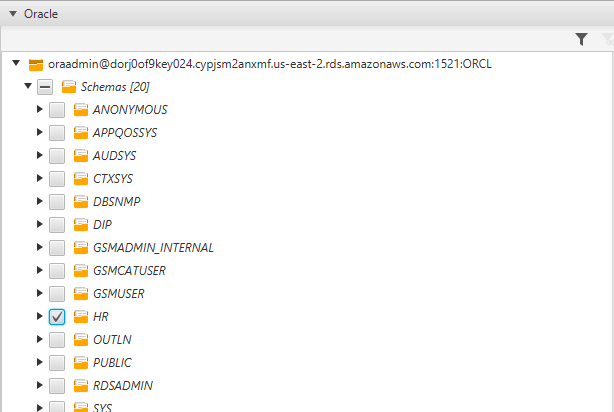 Oracle
oraadmin@dorj0of9key024.cypjsm2anxmf.us-east-2.rds.amazonaws.com:1521:ORCL
Schemas [20]
ANONYMOUS
APPQOSSYS
AUDSYS
CTXSYS
DBSNMP
DIP
GSMADMIN_INTERNAL
GSMCATUSER
GSMUSER
HR
OUTLN
PUBLIC
RDSADMIN
SYS